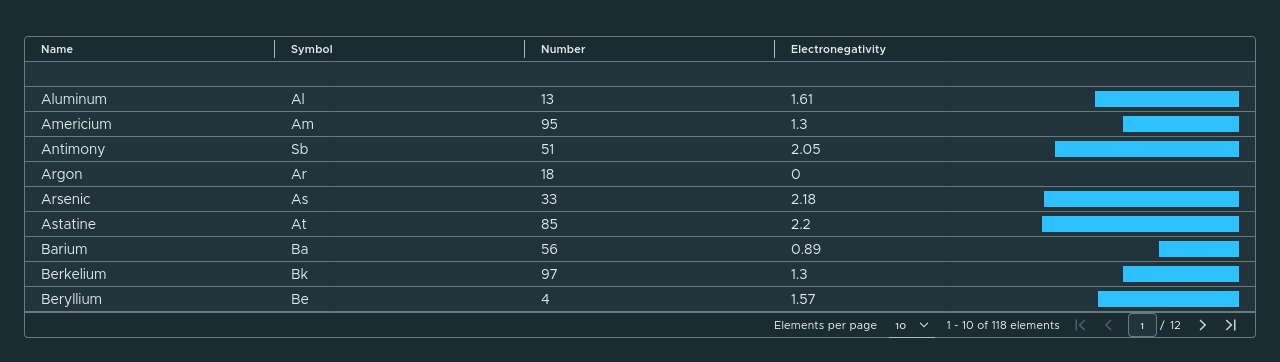 Name Symbol Number Electronegativity
Aluminum Al 13 1.61
Americium Am 95 1.3
Antimony Sb 51 2.05
Argon Ar 18 0
Arsenic As 33 2.18
Astatine At 85 2.2
Barium Ba 56 0.89
Berkelium Bk 97 1.3
Beryllium Be 4 1.57
Elements per page 10 1 - 10 of 118 elements 1 / 12